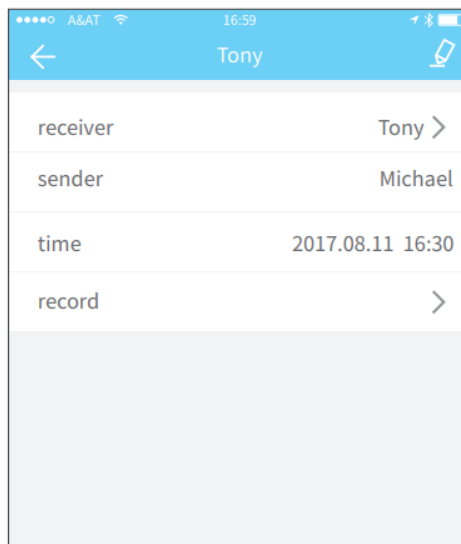 A&AT 16:59
Tony
receiver Tony
sender Michael
time 2017.08.11 16:30
record